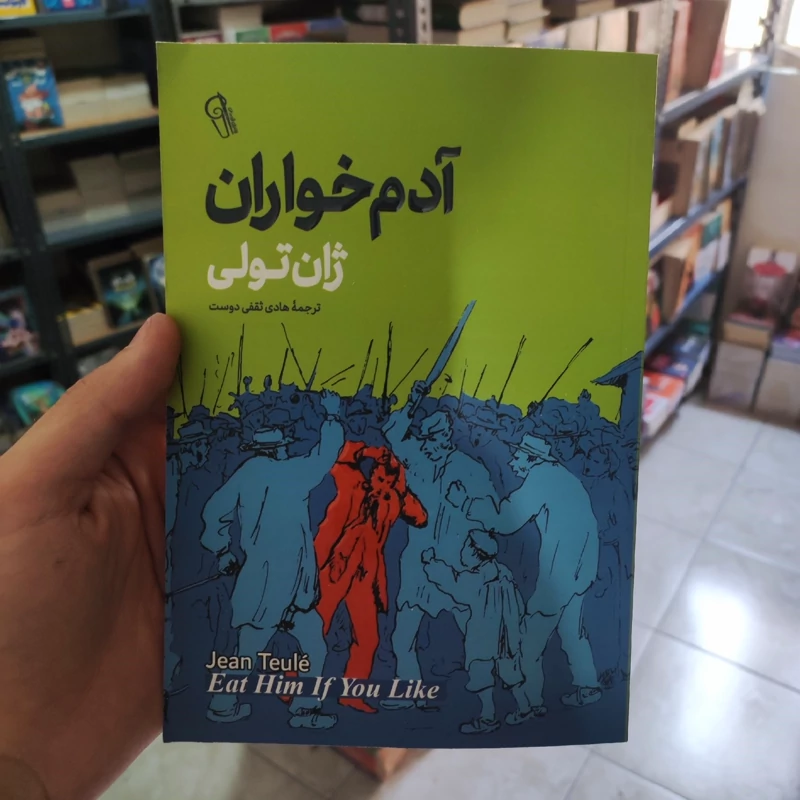 آدم‌خواران
ژان تولی
ترجمهٔ هادی ثقفی دوست
Jean Teulé
Eat Him If You Like